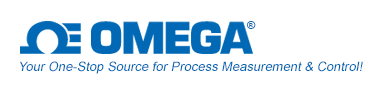 OMEGA®
Your One-Stop Source for Process Measurement & Control!